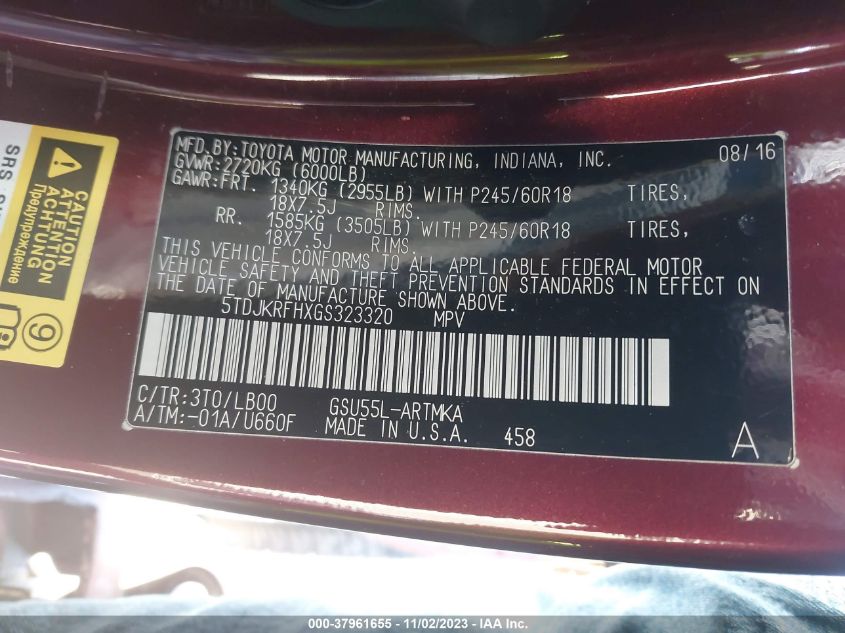 MFD.BY:TOYOTA MOTOR MANUFACTURING, INDIANA, INC. 08/16
GVWR:2720KG (6000LB)
GAWR:FRT. 1340KG (2955LB) WITH P245/60R18 TIRES,
18X7.5J RIMS.
RR. 1585KG (3505LB) WITH P245/60R18 TIRES,
18X7.5J RIMS.
THIS VEHICLE CONFORMS TO ALL APPLICABLE FEDERAL MOTOR
VEHICLE SAFETY AND THEFT PREVENTION STANDARDS IN EFFECT ON
THE DATE OF MANUFACTURE SHOWN ABOVE.
5TDJKRFHXGS323320 MPV
C/TR:3T0/LB00 GSU55L-ARTMKA
A/TM:-01A/U660F MADE IN U.S.A. 458 A
SRS
CAUTION
ATTENTION
ACHTUNG
Предупреждение
9
000-37961655 - 11/02/2023 - IAA Inc.